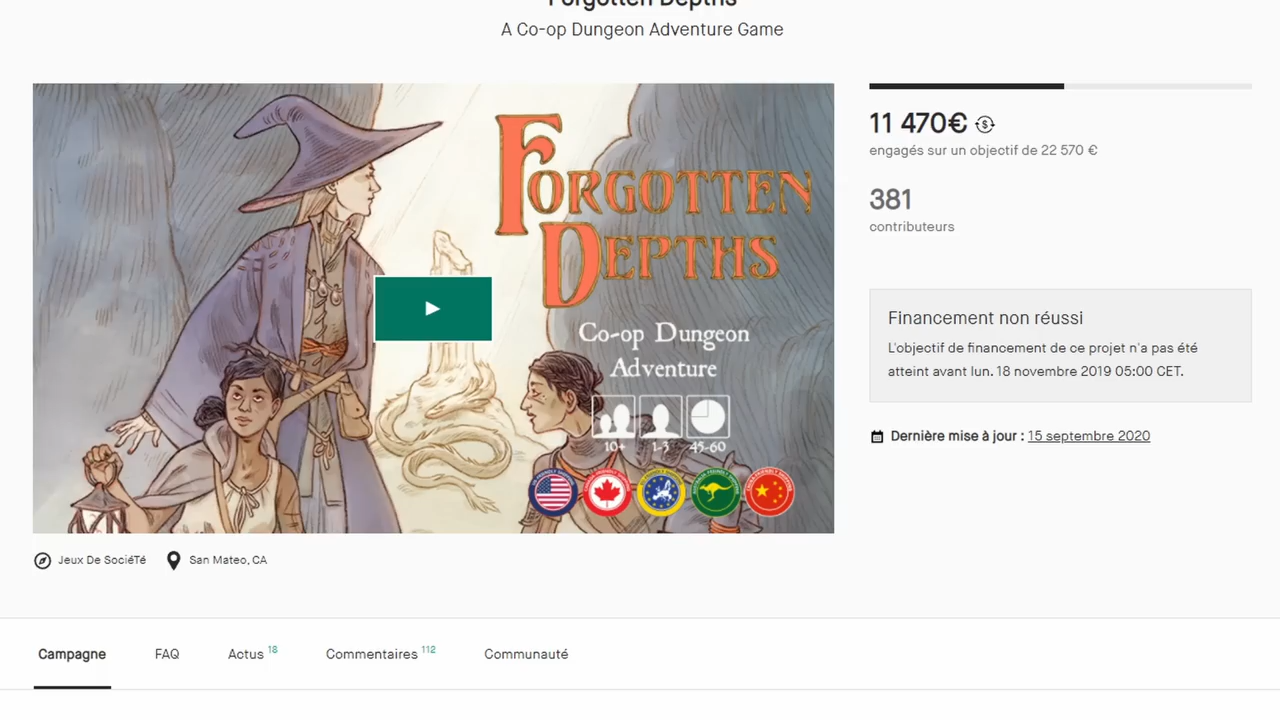 Forgotten Depths
A Co-op Dungeon Adventure Game
FORGOTTEN
DEPTHS
Co-op Dungeon
Adventure
10+ 1-3 45-60
11 470€
engagés sur un objectif de 22 570 €
381
contributeurs
Financement non réussi
L'objectif de financement de ce projet n'a pas été
atteint avant lun. 18 novembre 2019 05:00 CET.
Dernière mise à jour : 15 septembre 2020
Jeux De SociéTé San Mateo, CA
Campagne FAQ Actus 18 Commentaires 112 Communauté